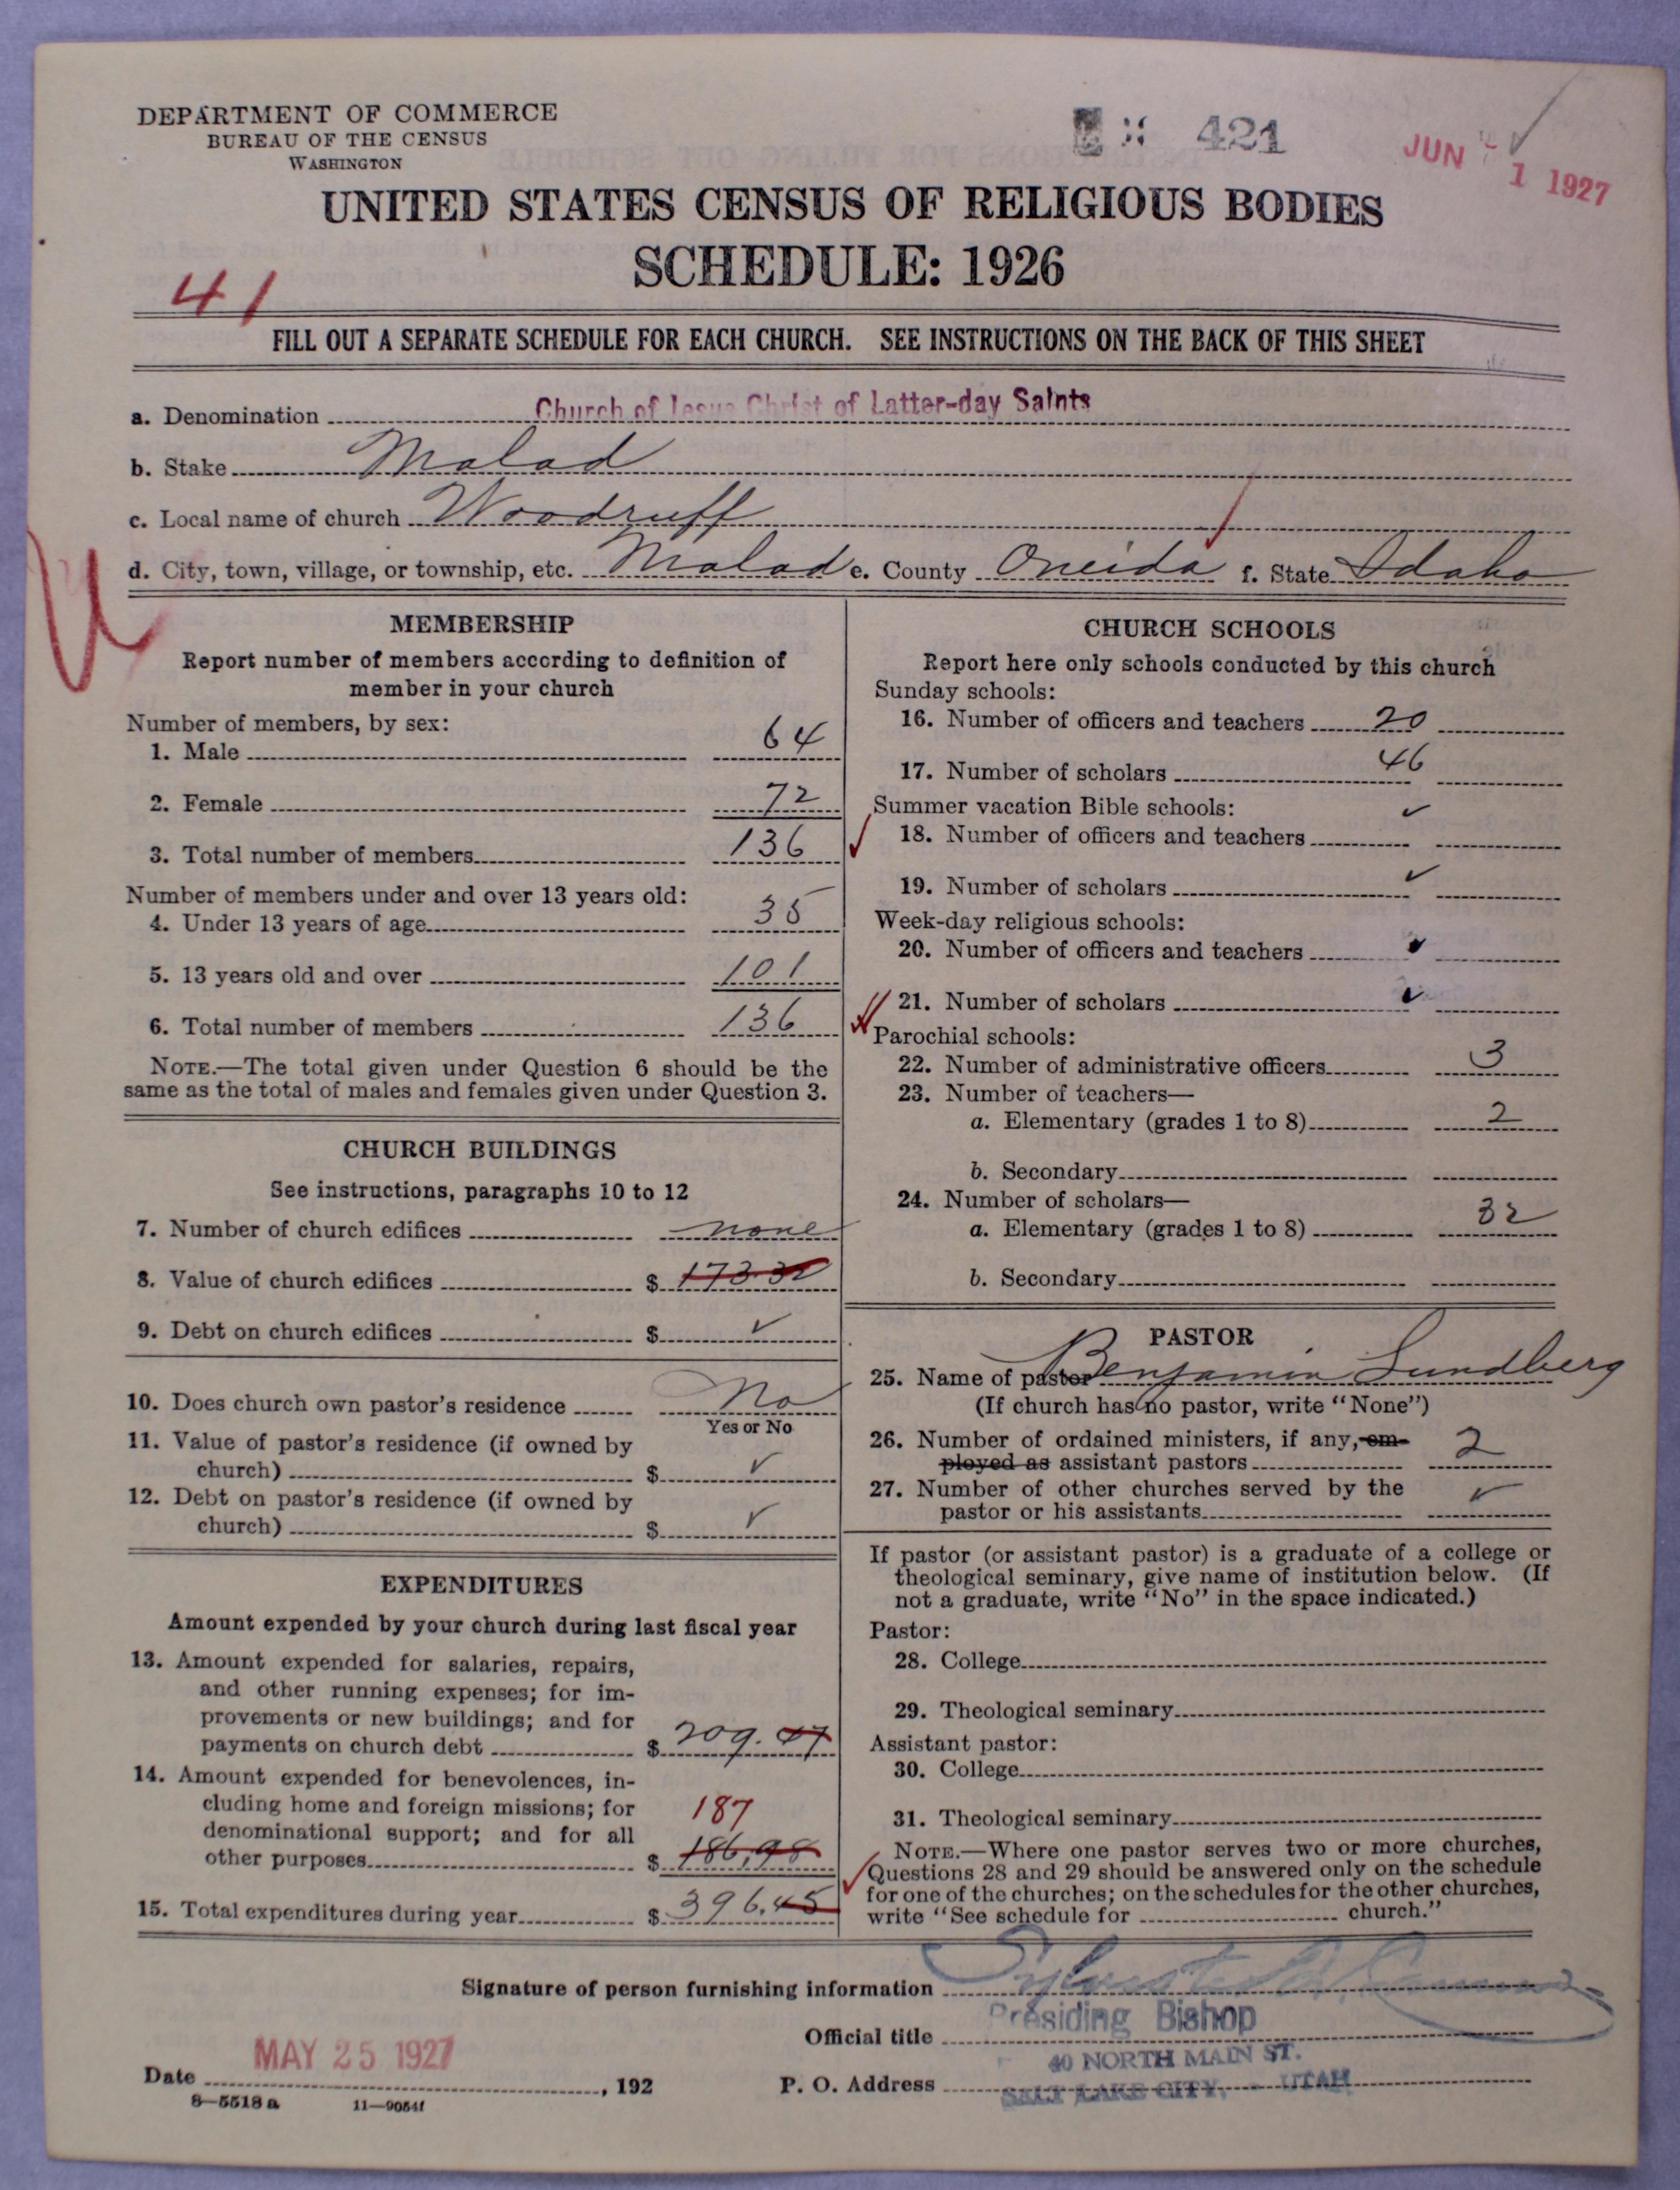 DEPARTMENT OF COMMERCE
BUREAU OF THE CENSUS
WASHINGTON
421
JUN 1 1927
UNITED STATES CENSUS OF RELIGIOUS BODIES
SCHEDULE: 1926
41
FILL OUT A SEPARATE SCHEDULE FOR EACH CHURCH. SEE INSTRUCTIONS ON THE BACK OF THIS SHEET
a. Denomination Church of Jesus Christ of Latter-day Saints
b. Stake Malad
c. Local name of church Woodruff
d. City, town, village, or township, etc. Malad e. County Oneida f. State Idaho
MEMBERSHIP
Report number of members according to definition of
member in your church
Number of members, by sex:
1. Male 64
2. Female 72
3. Total number of members 136
Number of members under and over 13 years old:
4. Under 13 years of age 35
5. 13 years old and over 101
6. Total number of members 136
NOTE.—The total given under Question 6 should be the
same as the total of males and females given under Question 3.
CHURCH BUILDINGS
See instructions, paragraphs 10 to 12
7. Number of church edifices none
8. Value of church edifices $ 173.32
9. Debt on church edifices $ ✓
10. Does church own pastor's residence No
Yes or No
11. Value of pastor's residence (if owned by
church) $ ✓
12. Debt on pastor's residence (if owned by
church) $ ✓
EXPENDITURES
Amount expended by your church during last fiscal year
13. Amount expended for salaries, repairs,
and other running expenses; for im-
provements or new buildings; and for
payments on church debt $ 209.47
14. Amount expended for benevolences, in-
cluding home and foreign missions; for 187
denominational support; and for all
other purposes $ 186,98
15. Total expenditures during year $ 396.45
CHURCH SCHOOLS
Report here only schools conducted by this church
Sunday schools:
16. Number of officers and teachers 20
17. Number of scholars 46
Summer vacation Bible schools: ✓
18. Number of officers and teachers
19. Number of scholars ✓
Week-day religious schools:
20. Number of officers and teachers ✓
21. Number of scholars ✓
Parochial schools:
22. Number of administrative officers 3
23. Number of teachers—
a. Elementary (grades 1 to 8) 2
b. Secondary
24. Number of scholars—
a. Elementary (grades 1 to 8) 32
b. Secondary
PASTOR
25. Name of pastor Benjamin Lundberg
(If church has no pastor, write "None")
26. Number of ordained ministers, if any, em-
ployed as assistant pastors 2
27. Number of other churches served by the
pastor or his assistants ✓
If pastor (or assistant pastor) is a graduate of a college or
theological seminary, give name of institution below. (If
not a graduate, write "No" in the space indicated.)
Pastor:
28. College
29. Theological seminary
Assistant pastor:
30. College
31. Theological seminary
NOTE.—Where one pastor serves two or more churches,
Questions 28 and 29 should be answered only on the schedule
for one of the churches; on the schedules for the other churches,
write "See schedule for church."
Signature of person furnishing information
Official title Presiding Bishop
Date MAY 25 1927, 192
P. O. Address 40 NORTH MAIN ST.
SALT LAKE CITY, - UTAH
8—5518 a 11—9054f